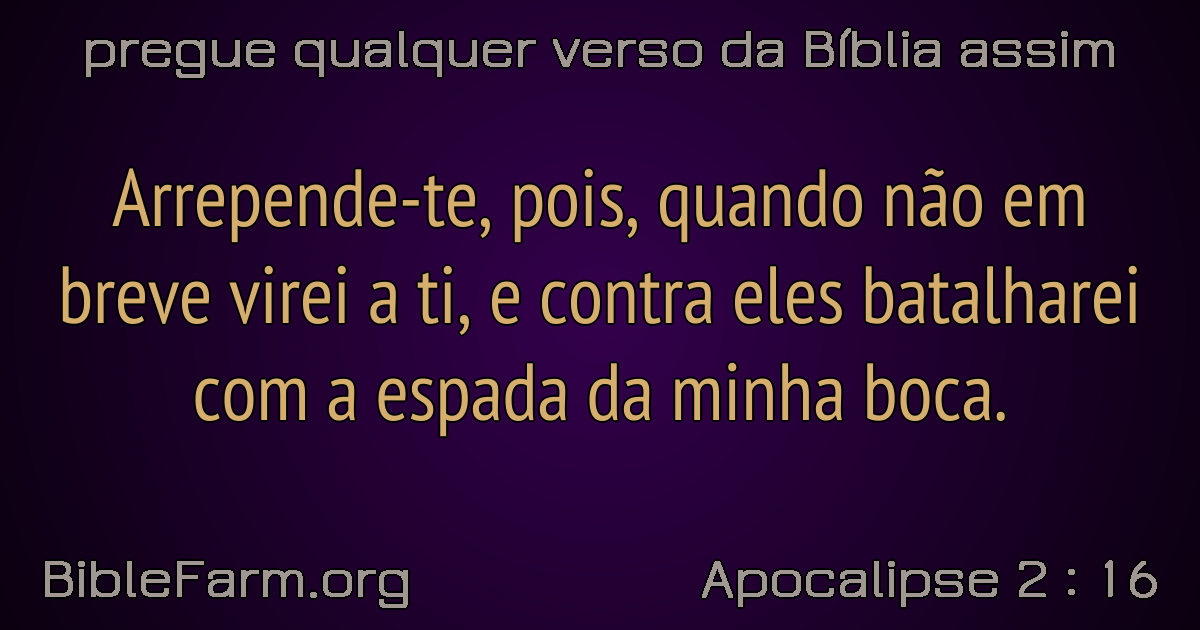 pregue qualquer verso da Bíblia assim
Arrepende-te, pois, quando não em
breve virei a ti, e contra eles batalharei
com a espada da minha boca.
BibleFarm.org
Apocalipse 2 : 16